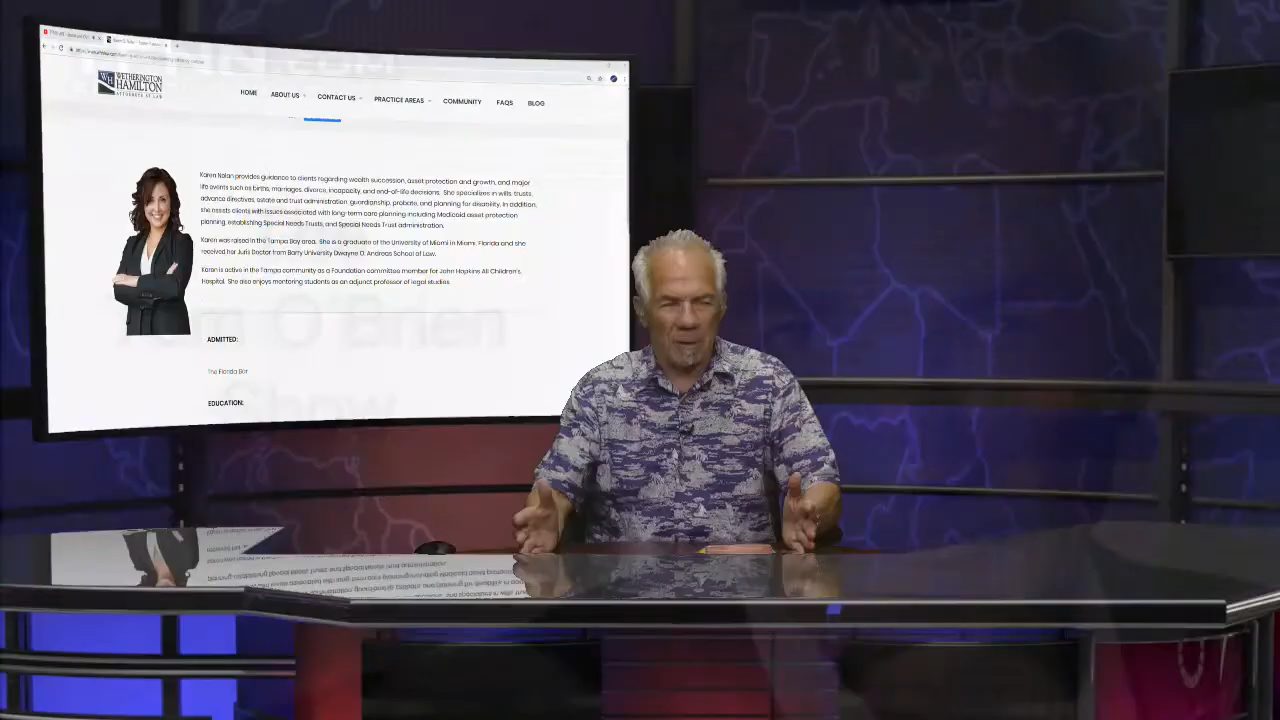 WETHERINGTON
HAMILTON
ATTORNEYS AT LAW
HOME ABOUT US CONTACT US PRACTICE AREAS COMMUNITY FAQS BLOG
Karen Nolan provides guidance to clients regarding wealth succession, asset protection and growth, and major
life events such as births, marriages, divorce, incapacity, and end-of-life decisions. She specializes in wills, trusts,
advance directives, estate and trust administration, guardianship, probate, and planning for disability. In addition,
she assists clients with issues associated with long-term care planning including Medicaid asset protection
planning, establishing Special Needs Trusts, and Special Needs Trust administration.
Karen was raised in the Tampa Bay area. She is a graduate of the University of Miami in Miami, Florida and she
received her Juris Doctor from Barry University Dwayne O. Andreas School of Law.
Karen is active in the Tampa community as a Foundation committee member for John Hopkins All Children's
Hospital. She also enjoys mentoring students as an adjunct professor of legal studies.
O'Brien
Show
ADMITTED:
The Florida Bar
EDUCATION: